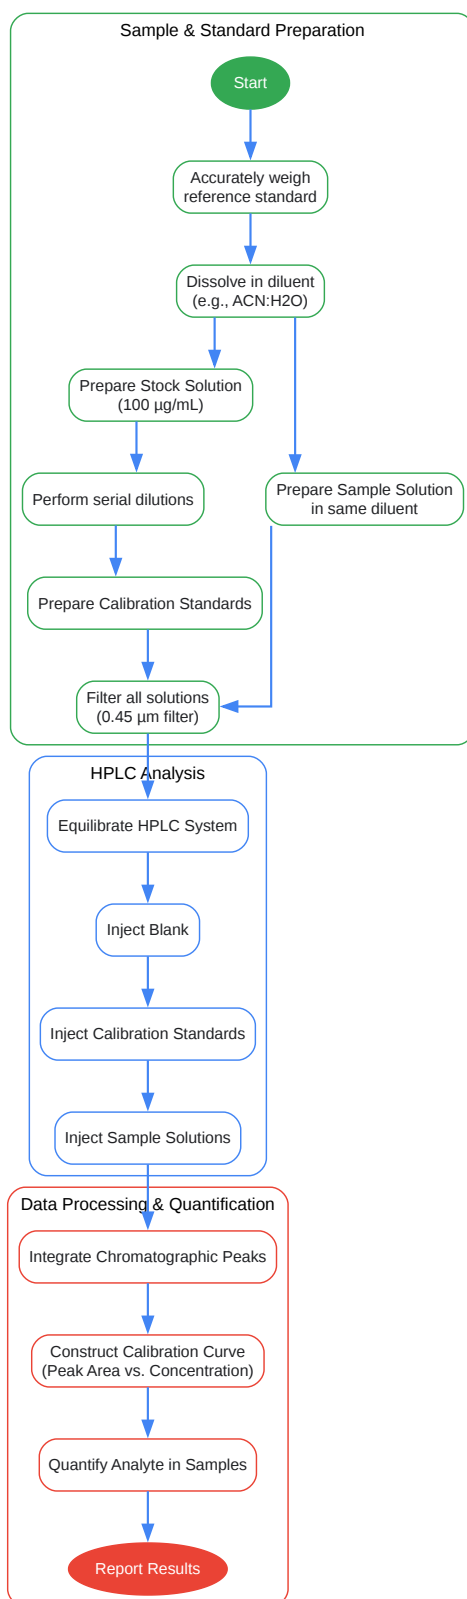 Sample & Standard Preparation
Start
Accurately weigh
reference standard
Dissolve in diluent
(e.g., ACN:H2O)
Prepare Stock Solution
(100 µg/mL)
Perform serial dilutions
Prepare Sample Solution
in same diluent
Prepare Calibration Standards
Filter all solutions
(0.45 µm filter)
HPLC Analysis
Equilibrate HPLC System
Inject Blank
Inject Calibration Standards
Inject Sample Solutions
Data Processing & Quantification
Integrate Chromatographic Peaks
Construct Calibration Curve
(Peak Area vs. Concentration)
Quantify Analyte in Samples
Report Results